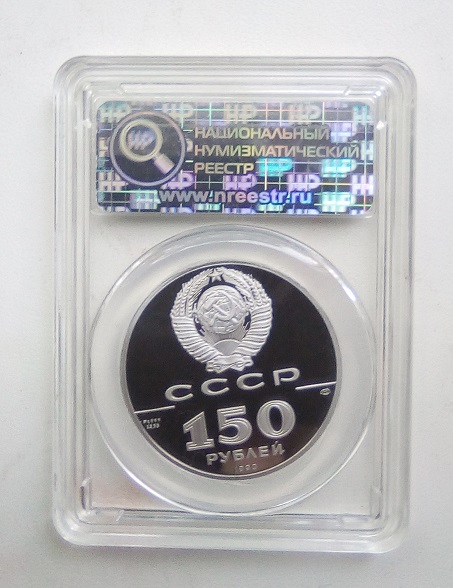 НАЦИОНАЛЬНЫЙ
НУМИЗМАТИЧЕСКИЙ
РЕЕСТР
www.nreestr.ru
СССР
150
РУБЛЕЙ